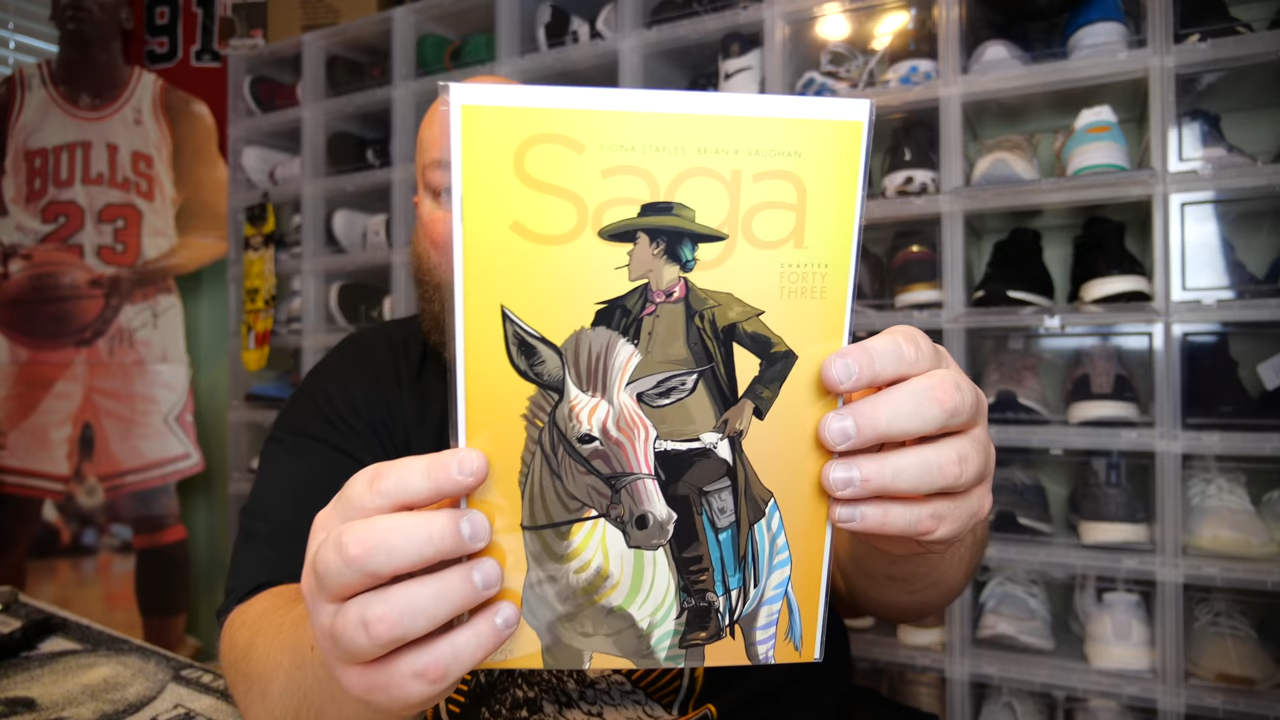 91
BULLS
23
FIONA STAPLES BRIAN K. VAUGHAN
Saga
CHAPTER
FORTY
THREE